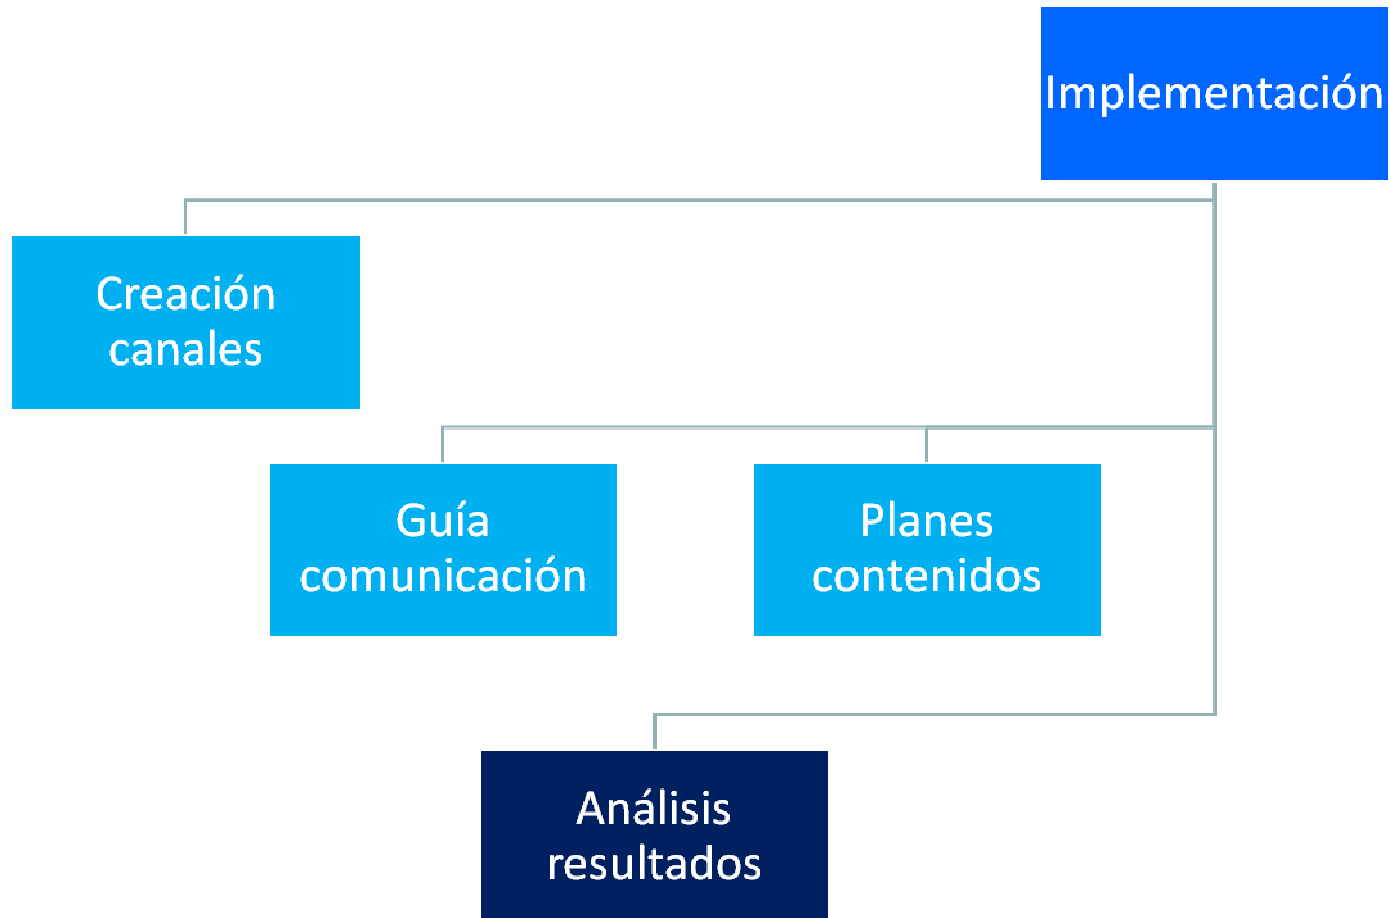 Implementación
Creación
canales
Guía
comunicación
Planes
contenidos
Análisis
resultados